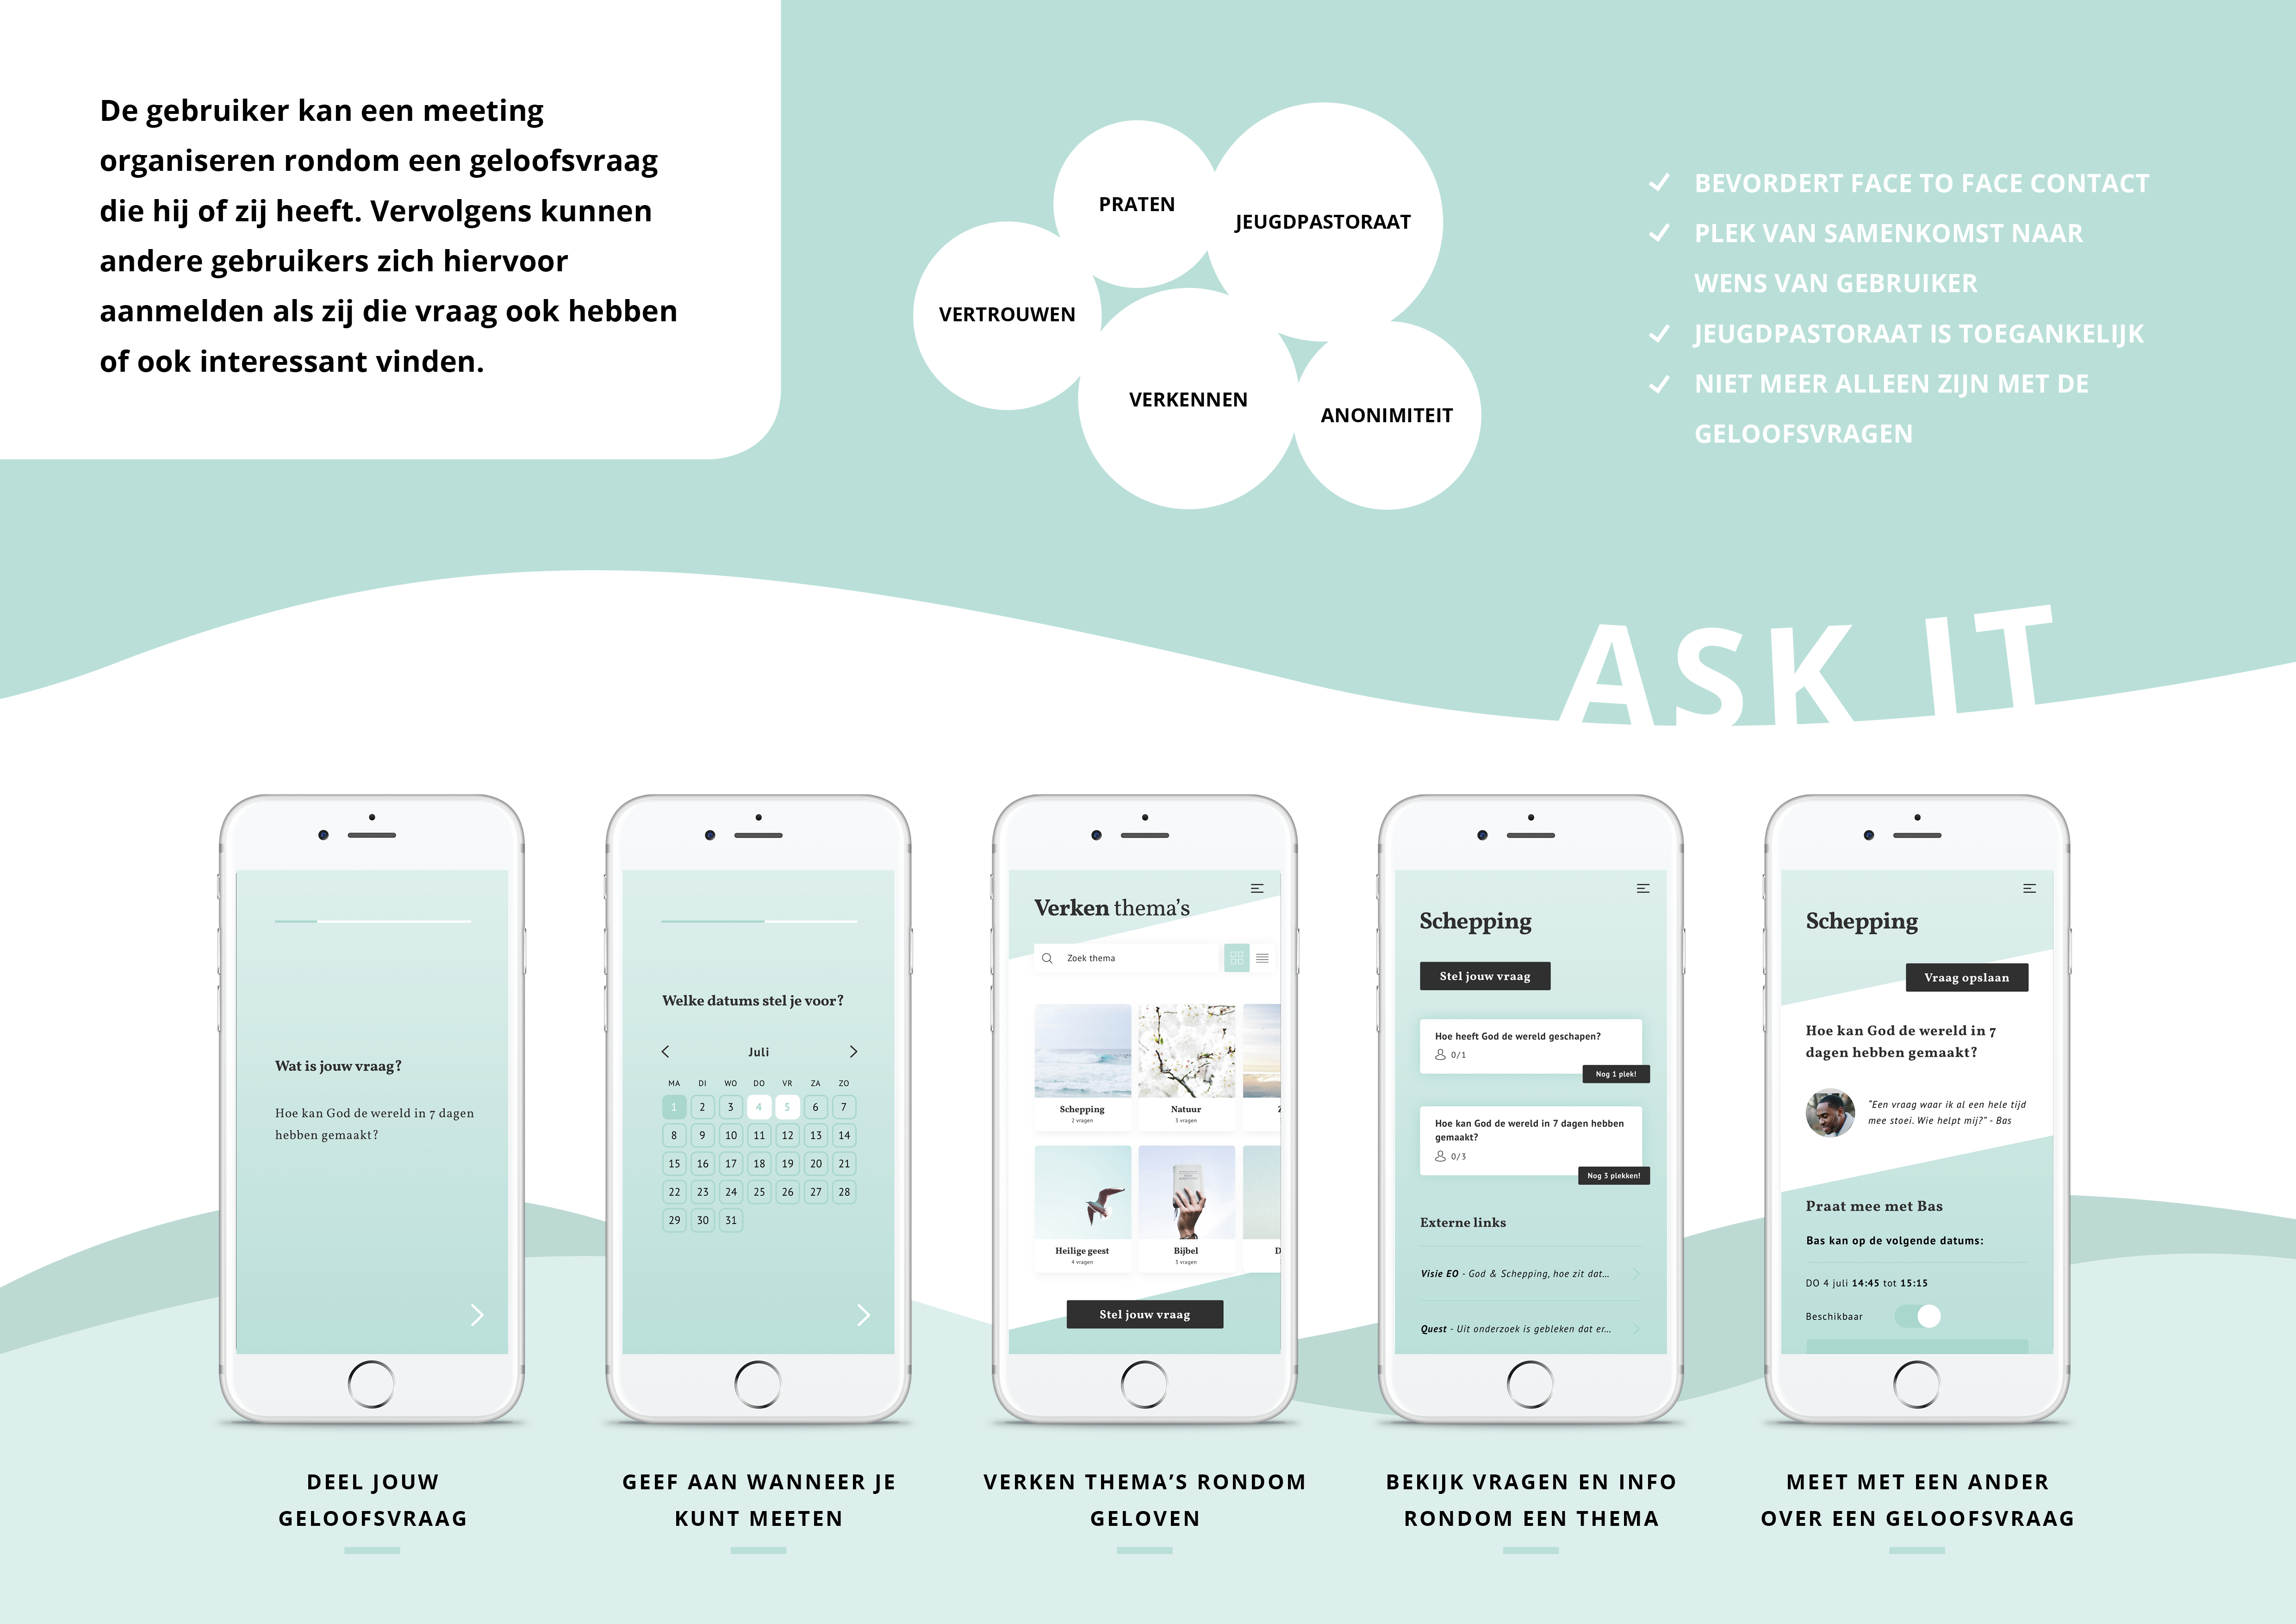 De gebruiker kan een meeting
organiseren rondom een geloofsvraag
die hij of zij heeft. Vervolgens kunnen
andere gebruikers zich hiervoor
aanmelden als zij die vraag ook hebben
of ook interessant vinden.
PRATEN
JEUGDPASTORAAT
VERTROUWEN
VERKENNEN
ANONIMITEIT
BEVORDERT FACE TO FACE CONTACT
PLEK VAN SAMENKOMST NAAR
WENS VAN GEBRUIKER
JEUGDPASTORAAT IS TOEGANKELIJK
NIET MEER ALLEEN ZIJN MET DE
GELOOFSVRAGEN
ASK IT
Wat is jouw vraag?
Hoe kan God de wereld in 7 dagen
hebben gemaakt?
DEEL JOUW
GELOOFSVRAAG
Welke datums stel je voor?
Juli
MA DI WO DO VR ZA ZO
1 2 3 4 5 6 7
8 9 10 11 12 13 14
15 16 17 18 19 20 21
22 23 24 25 26 27 28
29 30 31
GEEF AAN WANNEER JE
KUNT MEETEN
Verken thema's
Zoek thema
Schepping
2 vragen
Natuur
3 vragen
Z
Heilige geest
4 vragen
Bijbel
3 vragen
D
Stel jouw vraag
VERKEN THEMA'S RONDOM
GELOVEN
Schepping
Stel jouw vraag
Hoe heeft God de wereld geschapen?
0/1
Nog 1 plek!
Hoe kan God de wereld in 7 dagen hebben
gemaakt?
0/3
Nog 3 plekken!
Externe links
Visie EO - God & Schepping, hoe zit dat...
Quest - Uit onderzoek is gebleken dat er...
BEKIJK VRAGEN EN INFO
RONDOM EEN THEMA
Schepping
Vraag opslaan
Hoe kan God de wereld in 7
dagen hebben gemaakt?
"Een vraag waar ik al een hele tijd
mee stoei. Wie helpt mij?" - Bas
Praat mee met Bas
Bas kan op de volgende datums:
DO 4 juli 14:45 tot 15:15
Beschikbaar
MEET MET EEN ANDER
OVER EEN GELOOFSVRAAG